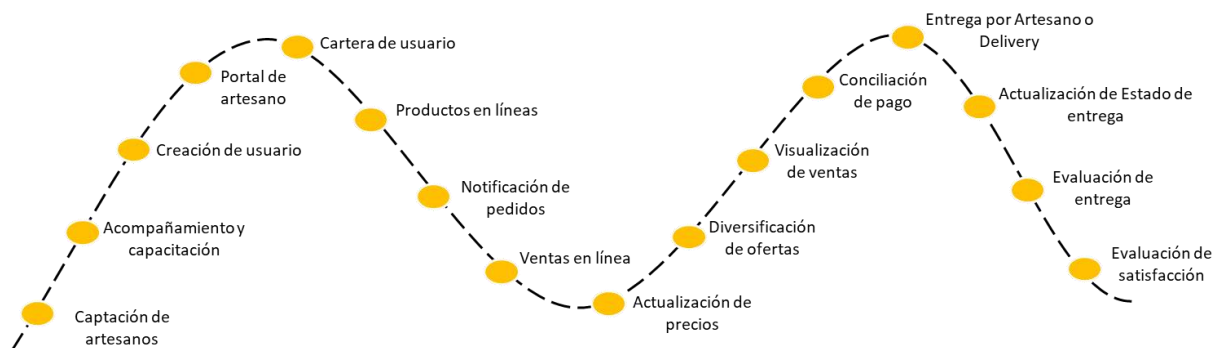 Captación de
artesanos
Acompañamiento y
capacitación
Creación de usuario
Portal de
artesano
Cartera de usuario
Productos en líneas
Notificación de
pedidos
Ventas en línea
Actualización de
precios
Diversificación
de ofertas
Visualización
de ventas
Conciliación
de pago
Entrega por Artesano o
Delivery
Actualización de Estado de
entrega
Evaluación de
entrega
Evaluación de
satisfacción